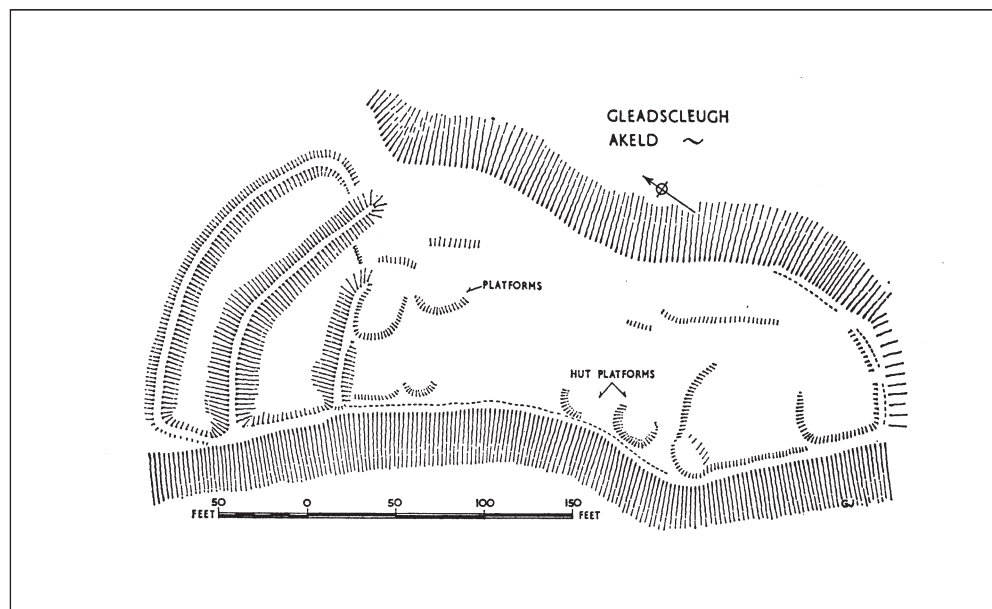 GLEADSCLEUGH
AKELD
PLATFORMS
HUT PLATFORMS
50 0 50 100 150
FEET FEET